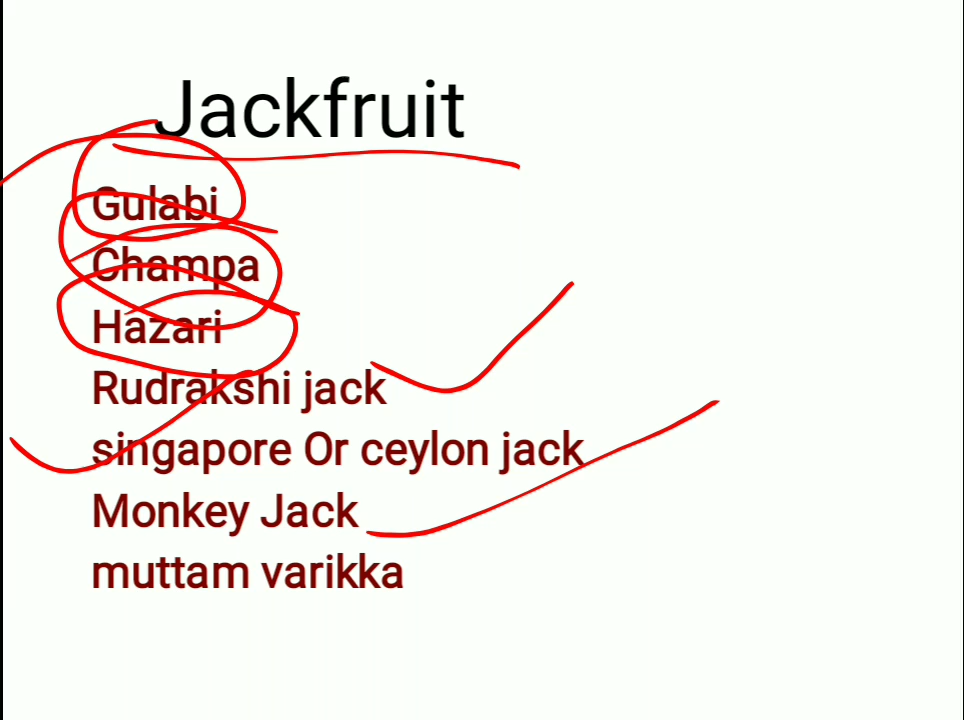 Jackfruit
Gulabi
Champa
Hazari
Rudrakshi jack
singapore Or ceylon jack
Monkey Jack
muttam varikka